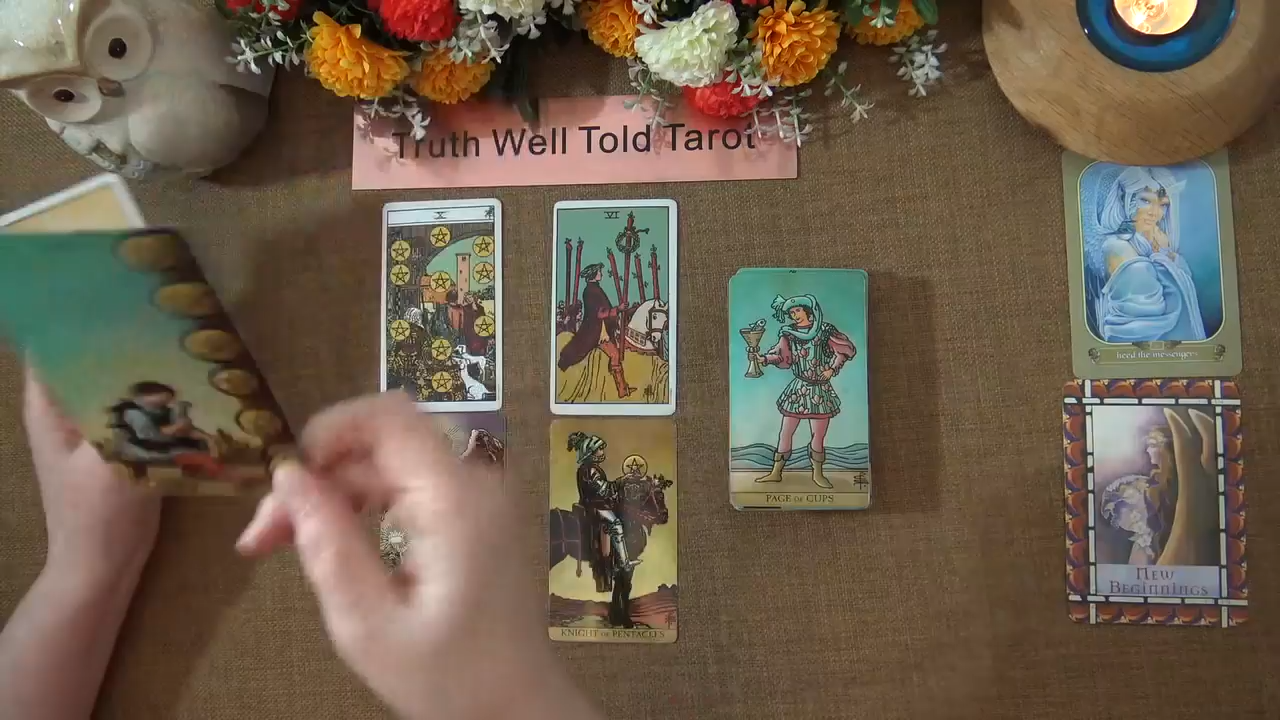 Truth Well Told Tarot
X
VI
PAGE OF CUPS
KNIGHT OF PENTACLES
heed the messengers
NEW
BEGINNINGS